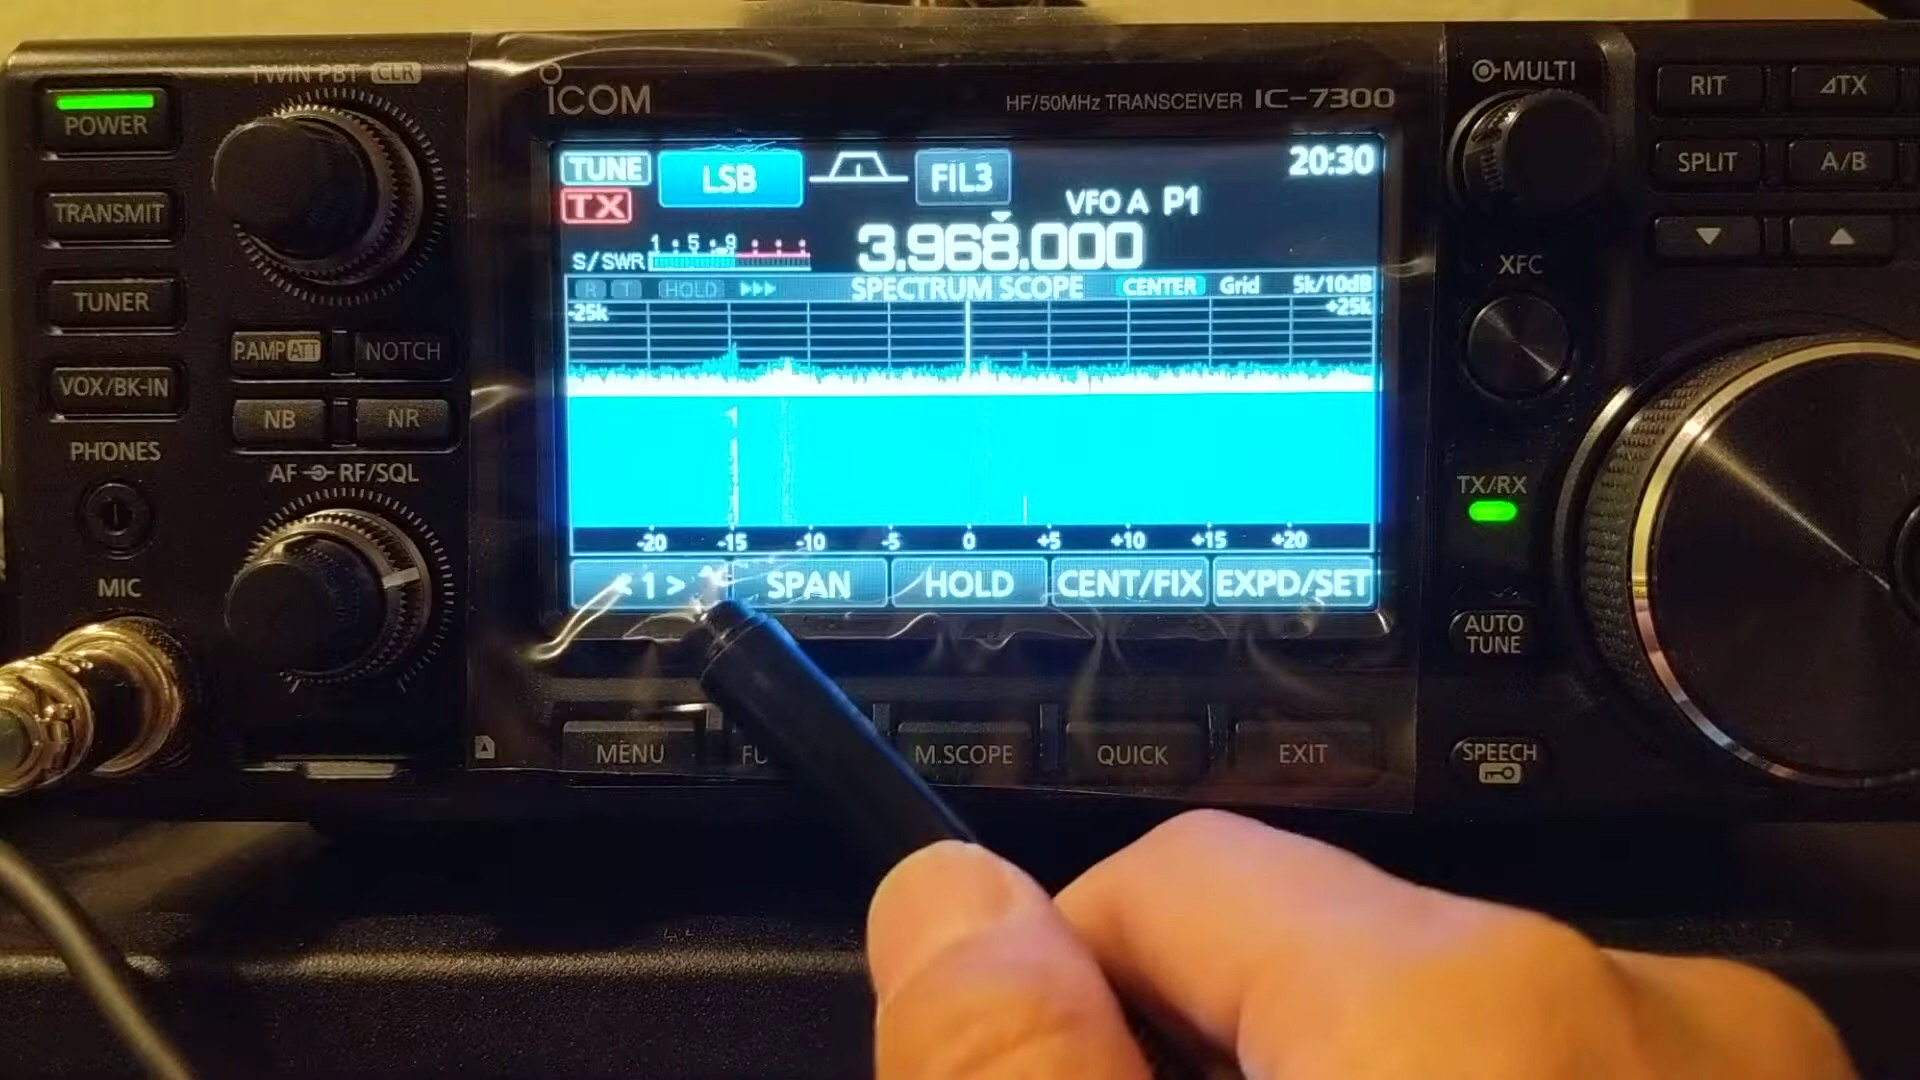 TWIN PBT CLR
POWER
TRANSMIT
TUNER
VOX/BK-IN
P.AMP ATT
NOTCH
NB
NR
PHONES
AF RF/SQL
MIC
ICOM
HF/50MHz TRANSCEIVER IC-7300
TUNE
LSB
FIL3
20:30
TX
VFO A P1
1 5 9
S/SWR
3.968.000
R T HOLD
SPECTRUM SCOPE
CENTER
Grid
5k/10dB
-25k
+25k
-20 -15 -10 -5 0 +5 +10 +15 +20
< 1 >
SPAN
HOLD
CENT/FIX
EXPD/SET
MENU
FU
M.SCOPE
QUICK
EXIT
MULTI
RIT
⊿TX
SPLIT
A/B
XFC
TX/RX
AUTO
TUNE
SPEECH